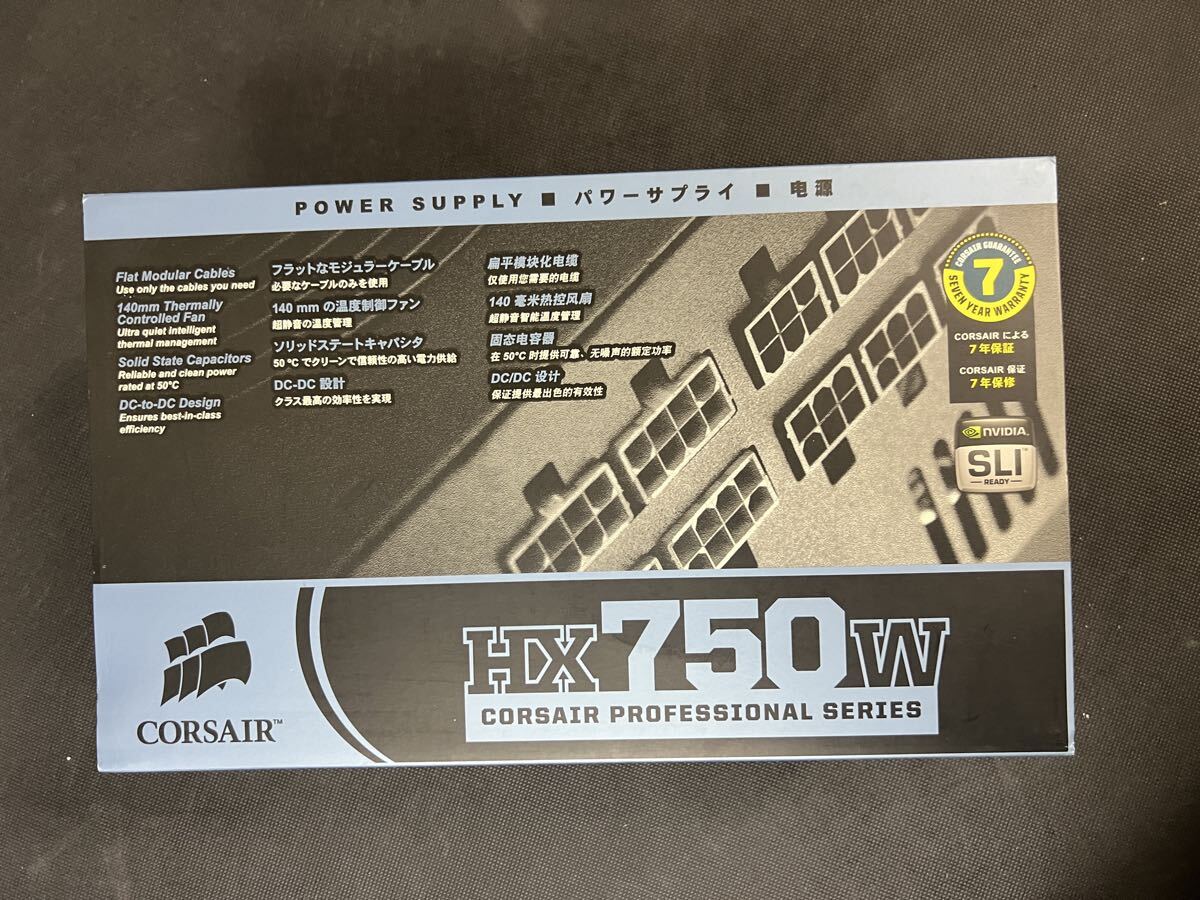 POWER SUPPLY ■ パワーサプライ ■ 电源
Flat Modular Cables
Use only the cables you need
140mm Thermally
Controlled Fan
Ultra quiet intelligent
thermal management
Solid State Capacitors
Reliable and clean power
rated at 50°C
DC-to-DC Design
Ensures best-in-class
efficiency
フラットなモジュラーケーブル
必要なケーブルのみを使用
140 mm の温度制御ファン
超静音の温度管理
ソリッドステートキャパシタ
50 °C でクリーンで信頼性の高い電力供給
DC-DC 設計
クラス最高の効率性を実現
扁平模块化电缆
仅使用您需要的电缆
140 毫米热控风扇
超静音智能温度管理
固态电容器
在 50°C 时提供可靠、无噪声的额定功率
DC/DC 设计
保证提供最出色的有效性
CORSAIR GUARANTEE
7
SEVEN YEAR WARRANTY
CORSAIR による
7 年保証
CORSAIR 保证
7 年保修
NVIDIA.
SLI™
READY
CORSAIR™
HX750W
CORSAIR PROFESSIONAL SERIES